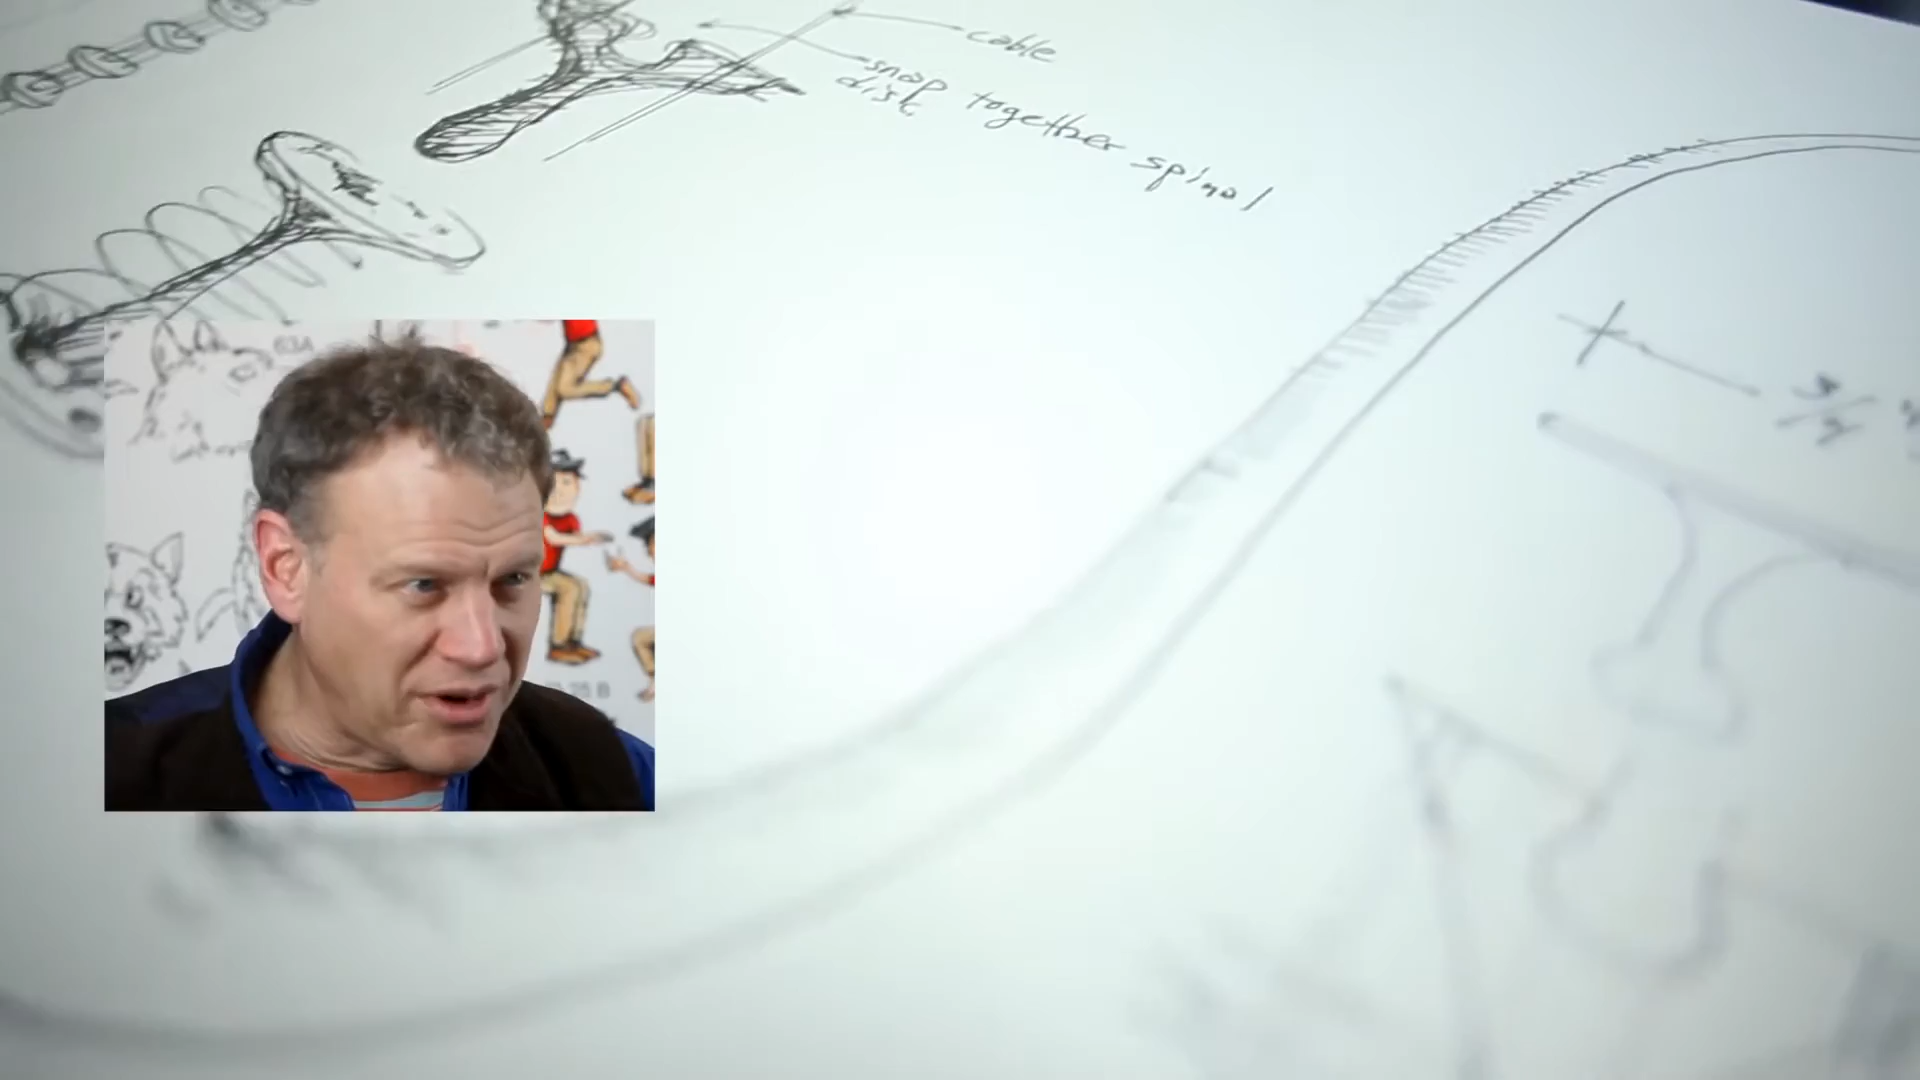 cable
snap together spinal
disk